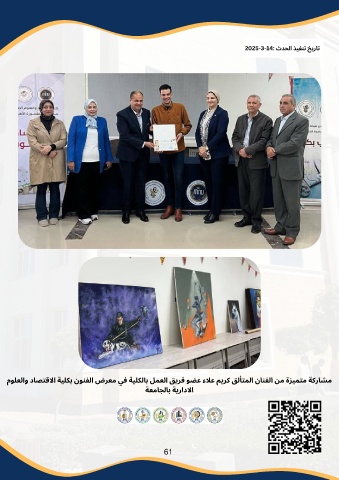 تاريخ تنفيذ الحدث :14-3-2025
مشاركة متميزة من الفنان المتألق كريم علاء عضو فريق العمل بالكلية في معرض الفنون بكلية الاقتصاد والعلوم
الادارية بالجامعة
61